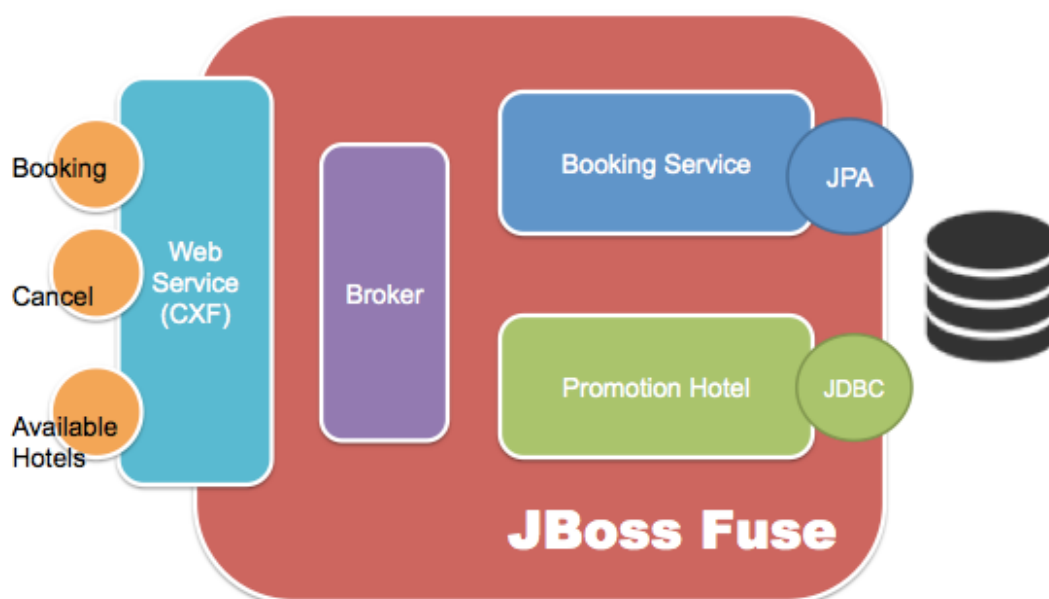 Booking
Cancel
Available
Hotels
Web
Service
(CXF)
Broker
Booking Service
JPA
Promotion Hotel
JDBC
JBoss Fuse